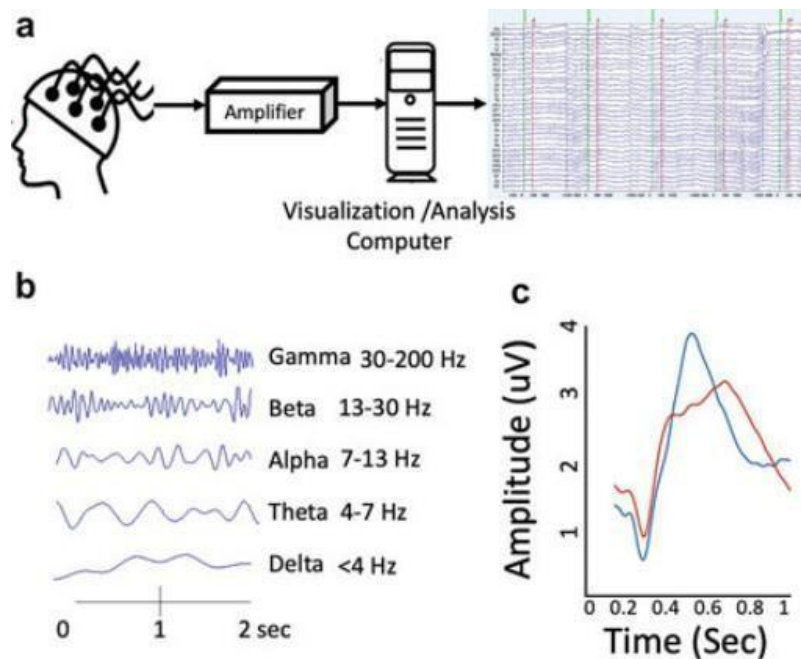 a
Amplifier
Visualization /Analysis
Computer
b
Gamma 30-200 Hz
Beta 13-30 Hz
Alpha 7-13 Hz
Theta 4-7 Hz
Delta <4 Hz
0 1 2 sec
c
Amplitude (uV)
4
3
2
1
0 0.2 0.4 0.6 0.8 1
Time (Sec)